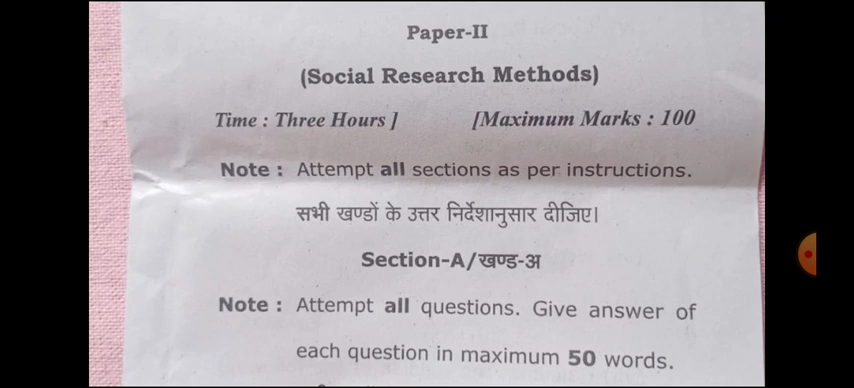 Paper-II
(Social Research Methods)
Time : Three Hours ] [Maximum Marks : 100
Note : Attempt all sections as per instructions.
सभी खण्डों के उत्तर निर्देशानुसार दीजिए।
Section-A/खण्ड-अ
Note : Attempt all questions. Give answer of
each question in maximum 50 words.